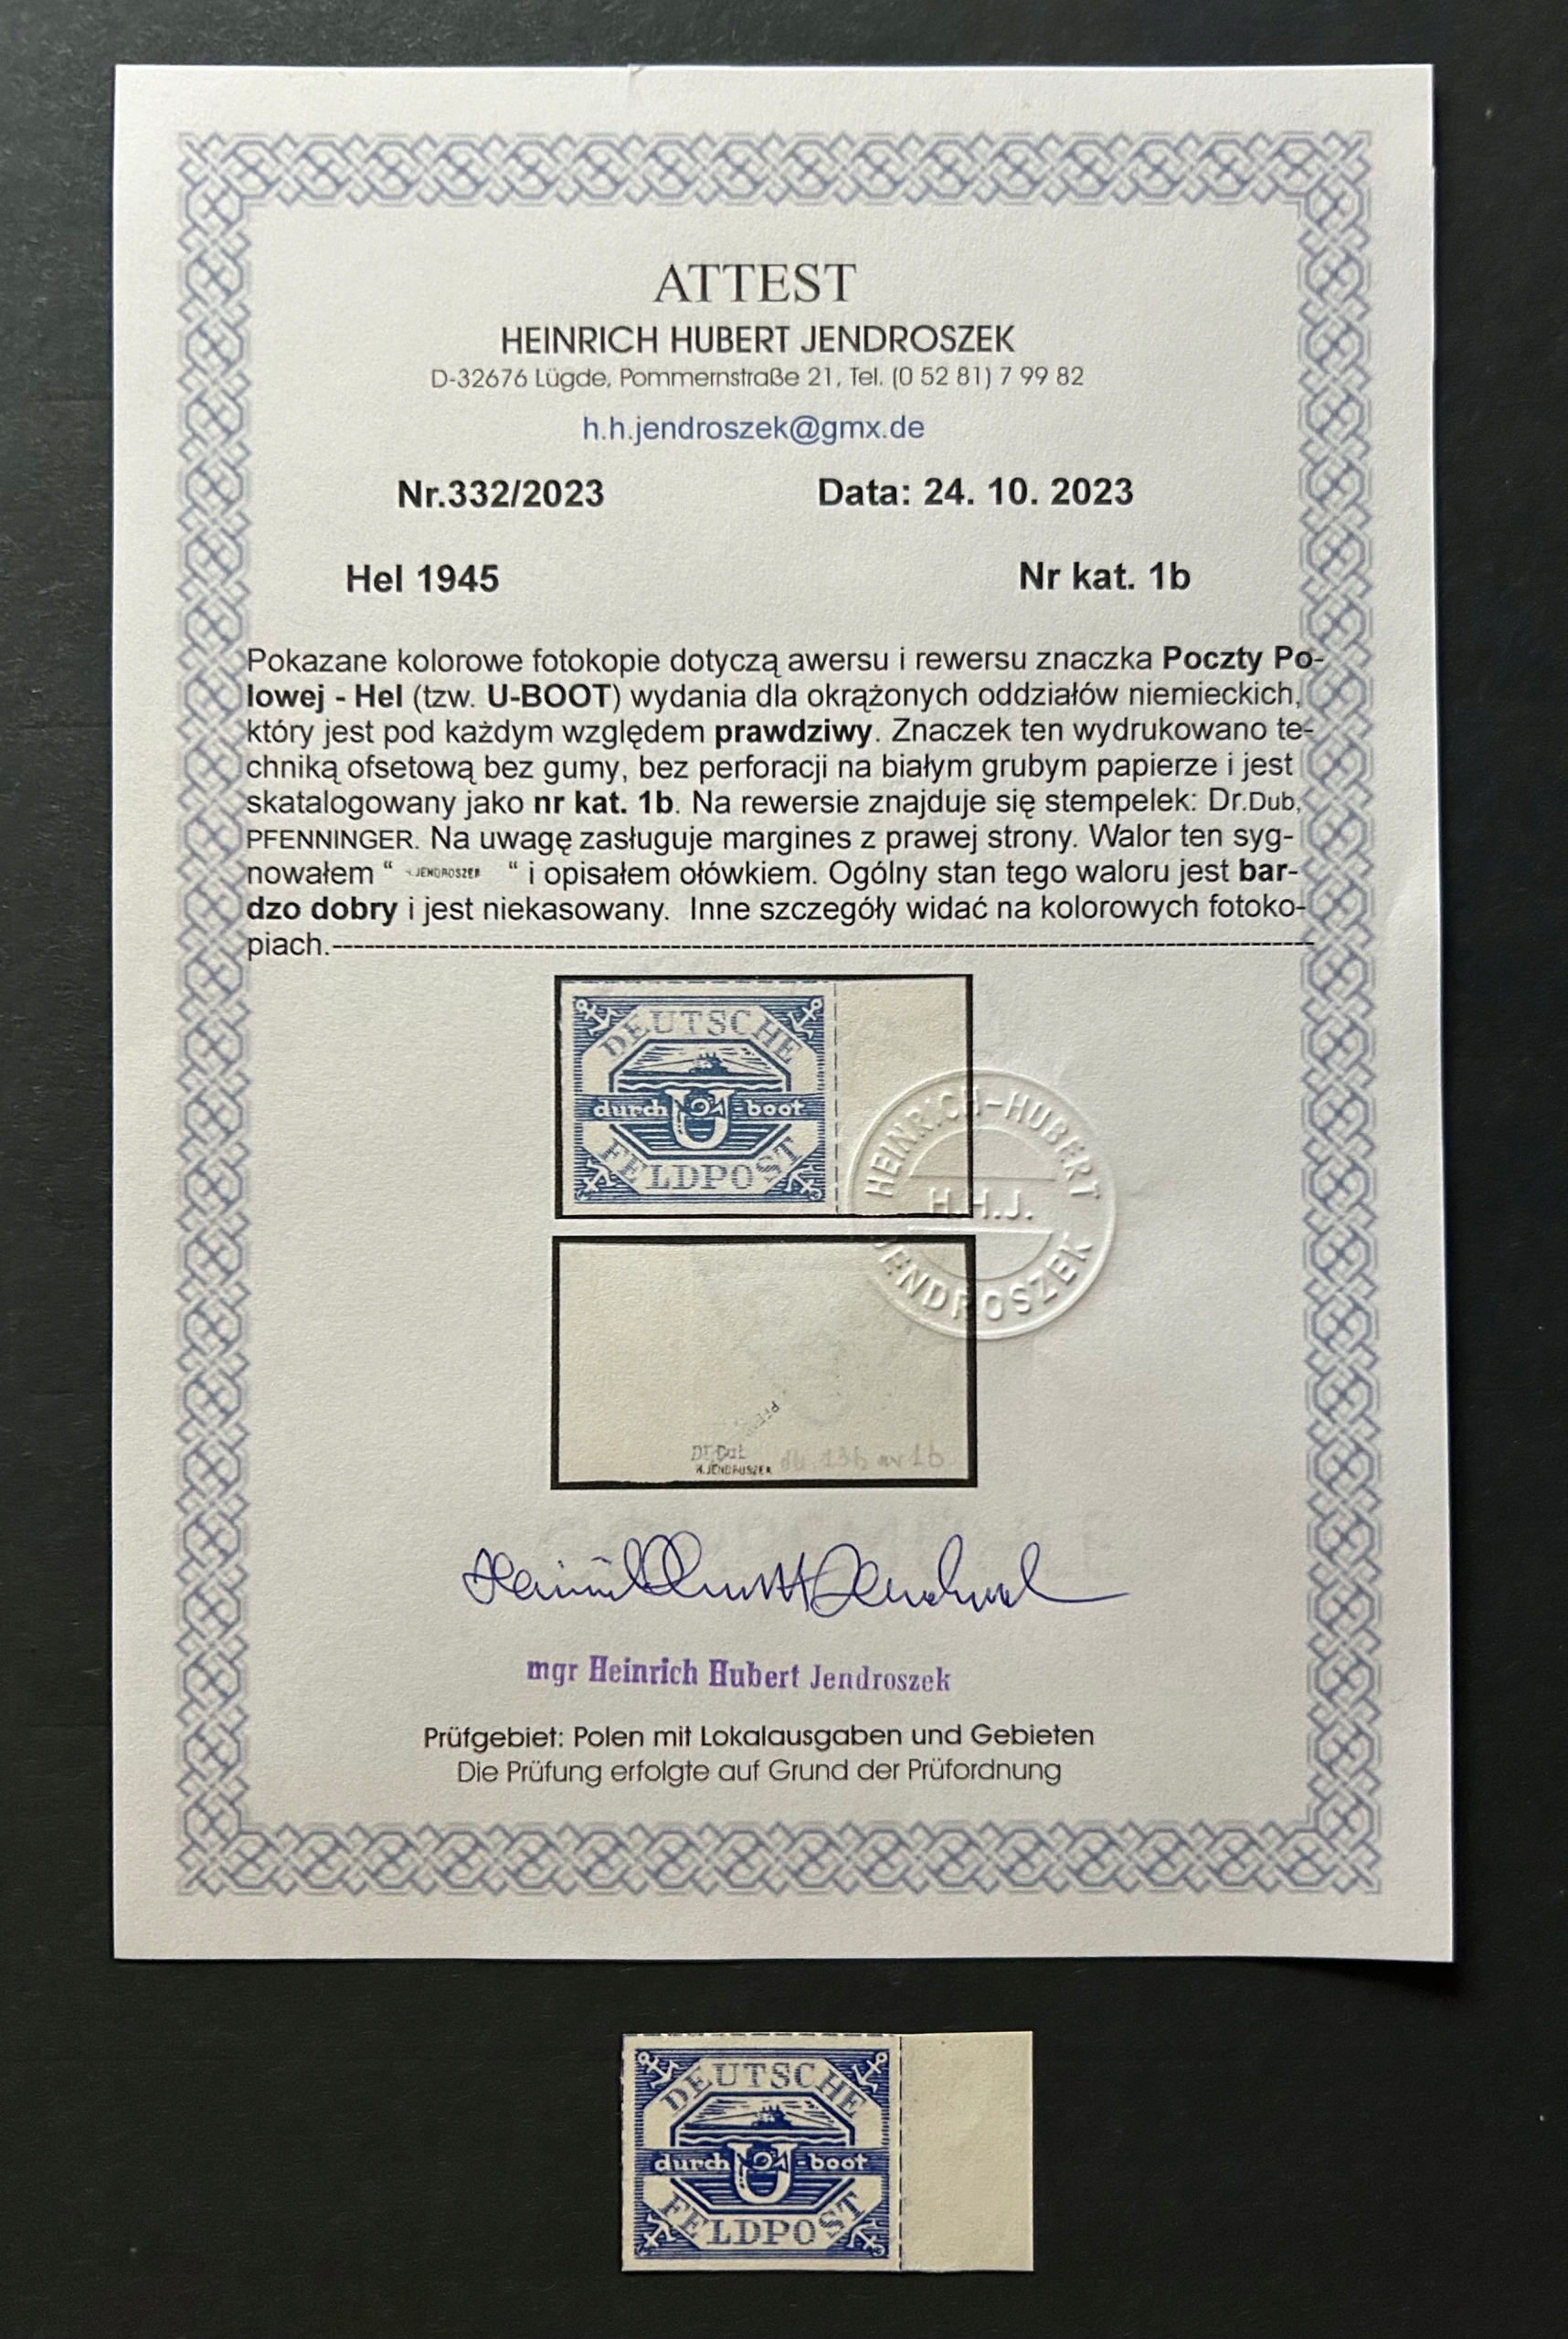 ATTEST
HEINRICH HUBERT JENDROSZEK
D-32676 Lügde, Pommernstraße 21, Tel. (0 52 81) 7 99 82
h.h.jendroszek@gmx.de
Nr.332/2023 Data: 24. 10. 2023
Hel 1945 Nr kat. 1b
Pokazane kolorowe fotokopie dotyczą awersu i rewersu znaczka Poczty Po-
lowej - Hel (tzw. U-BOOT) wydania dla okrążonych oddziałów niemieckich,
który jest pod każdym względem prawdziwy. Znaczek ten wydrukowano te-
chniką ofsetową bez gumy, bez perforacji na białym grubym papierze i jest
skatalogowany jako nr kat. 1b. Na rewersie znajduje się stempelek: Dr.Dub,
PFENNINGER. Na uwagę zasługuje margines z prawej strony. Walor ten syg-
nowałem “ JENDROSZEK “ i opisałem ołówkiem. Ogólny stan tego waloru jest bar-
dzo dobry i jest niekasowany. Inne szczegóły widać na kolorowych fotoko-
piach.-----------------------------------------------------------------------------------------
DEUTSCHE
durch U-boot
FELDPOST
HEINRICH-HUBERT
H.H.J.
JENDROSZEK
Dr.Dub
H.JENDROSZEK
1b
mgr Heinrich Hubert Jendroszek
Prüfgebiet: Polen mit Lokalausgaben und Gebieten
Die Prüfung erfolgte auf Grund der Prüfordnung
DEUTSCHE
durch U-boot
FELDPOST